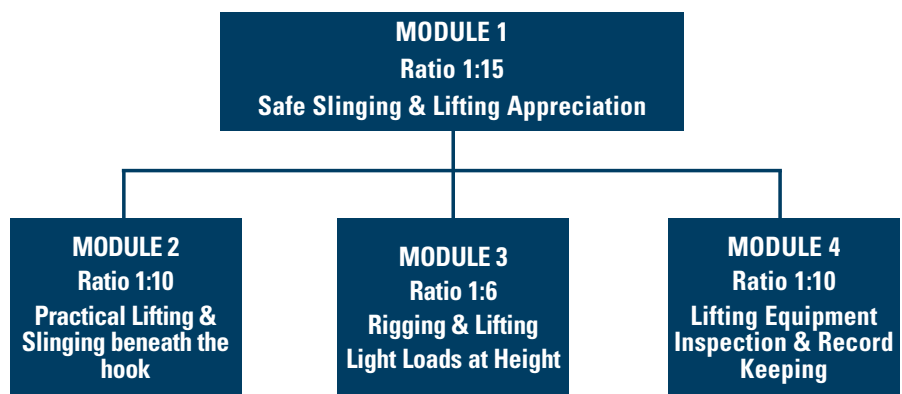 MODULE 1
Ratio 1:15
Safe Slinging & Lifting Appreciation
MODULE 2
Ratio 1:10
Practical Lifting &
Slinging beneath the
hook
MODULE 3
Ratio 1:6
Rigging & Lifting
Light Loads at Height
MODULE 4
Ratio 1:10
Lifting Equipment
Inspection & Record
Keeping